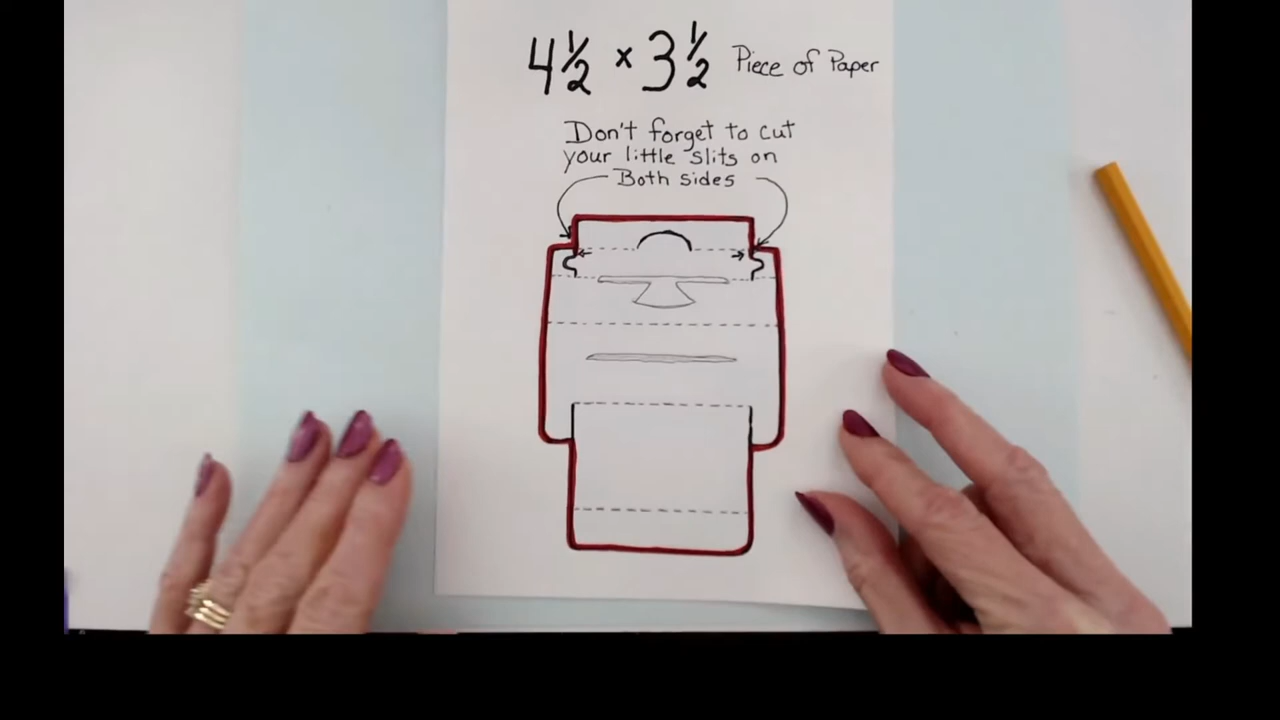 4½ x 3½ Piece of Paper
Don't forget to cut
your little slits on
Both sides